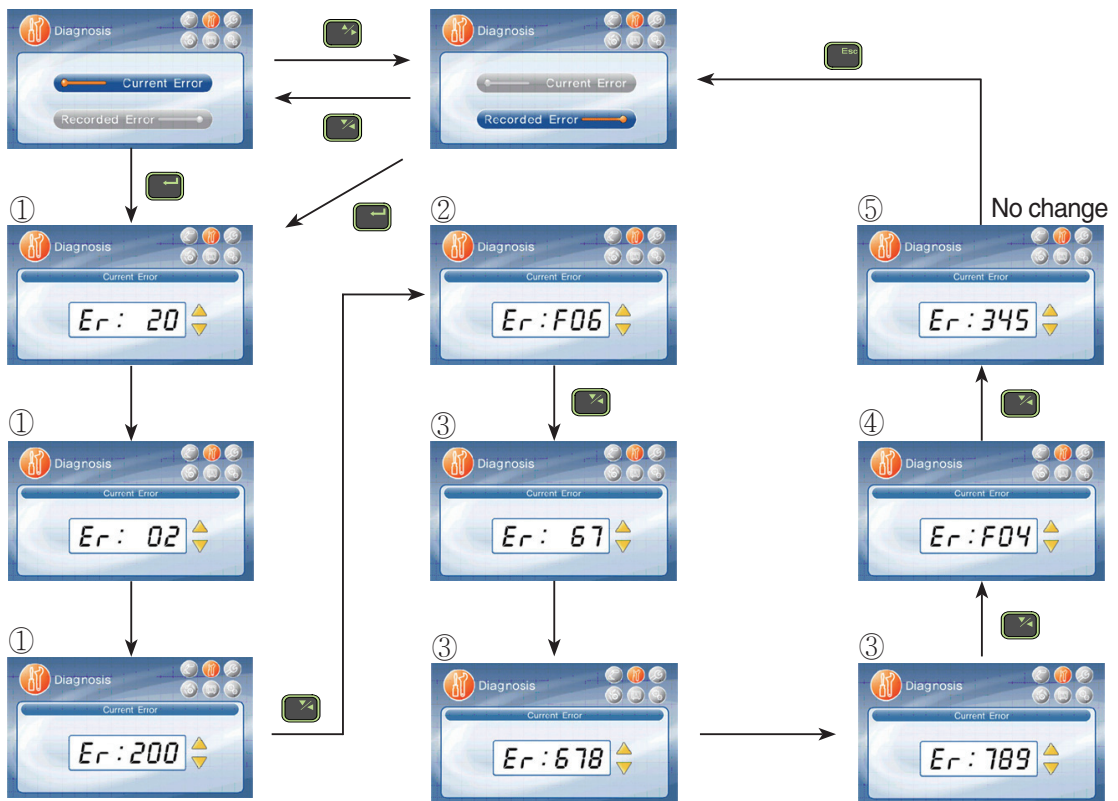 Diagnosis
Current Error
Recorded Error
Diagnosis
Current Error
Recorded Error
Esc
①
Diagnosis
Current Error
Er: 20
②
Diagnosis
Current Error
Er:F06
⑤
No change
Diagnosis
Current Error
Er:345
①
Diagnosis
Current Error
Er: 02
③
Diagnosis
Current Error
Er: 67
④
Diagnosis
Current Error
Er:F04
①
Diagnosis
Current Error
Er:200
③
Diagnosis
Current Error
Er:678
③
Diagnosis
Current Error
Er:789